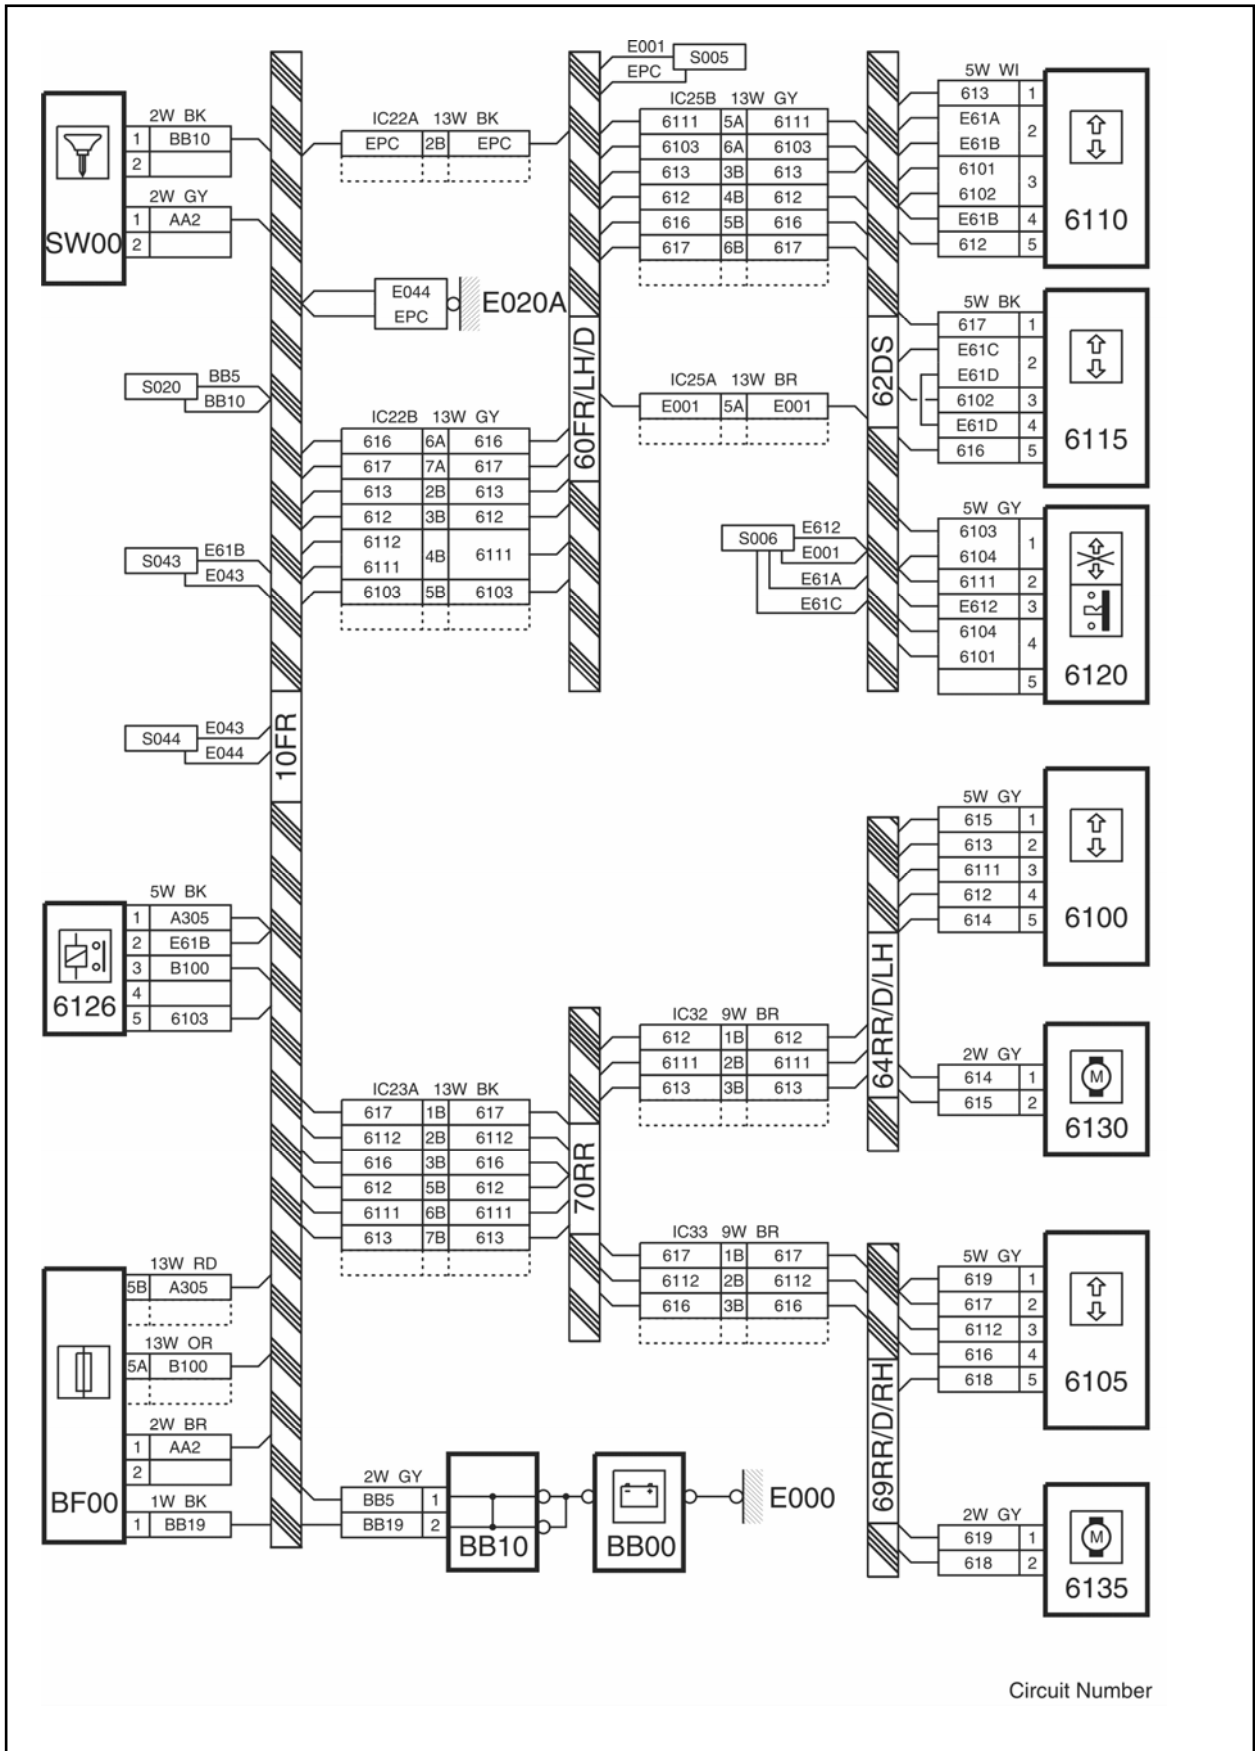 E001
EPC
S005
2W BK
1 BB10
2
2W GY
1 AA2
2
SW00
IC22A 13W BK
EPC 2B EPC
IC25B 13W GY
6111 5A 6111
6103 6A 6103
613 3B 613
612 4B 612
616 5B 616
617 6B 617
5W WI
613 1
E61A
E61B
2
6101
6102
3
E61B 4
612 5
6110
E044
EPC
E020A
S020
BB5
BB10
60FR/LH/D
62DS
5W BK
617 1
E61C
E61D
2
6102 3
E61D 4
616 5
6115
IC25A 13W BR
E001 5A E001
IC22B 13W GY
616 6A 616
617 7A 617
613 2B 613
612 3B 612
6112
6111
4B 6111
6103 5B 6103
S006
E612
E001
E61A
E61C
5W GY
6103
6104
1
6111 2
E612 3
6104
6101
4
5
6120
S043
E61B
E043
S044
E043
E044
10FR
5W GY
615 1
613 2
6111 3
612 4
614 5
6100
5W BK
1 A305
2 E61B
3 B100
4
5 6103
6126
64RR/D/LH
IC32 9W BR
612 1B 612
6111 2B 6111
613 3B 613
2W GY
614 1
615 2
M
6130
IC23A 13W BK
617 1B 617
6112 2B 6112
616 3B 616
612 5B 612
6111 6B 6111
613 7B 613
70RR
IC33 9W BR
617 1B 617
6112 2B 6112
616 3B 616
5W GY
619 1
617 2
6112 3
616 4
618 5
6105
69RR/D/RH
13W RD
5B A305
13W OR
5A B100
2W BR
1 AA2
2
1W BK
1 BB19
BF00
2W GY
BB5 1
BB19 2
BB10
BB00
E000
2W GY
619 1
618 2
M
6135
Circuit Number